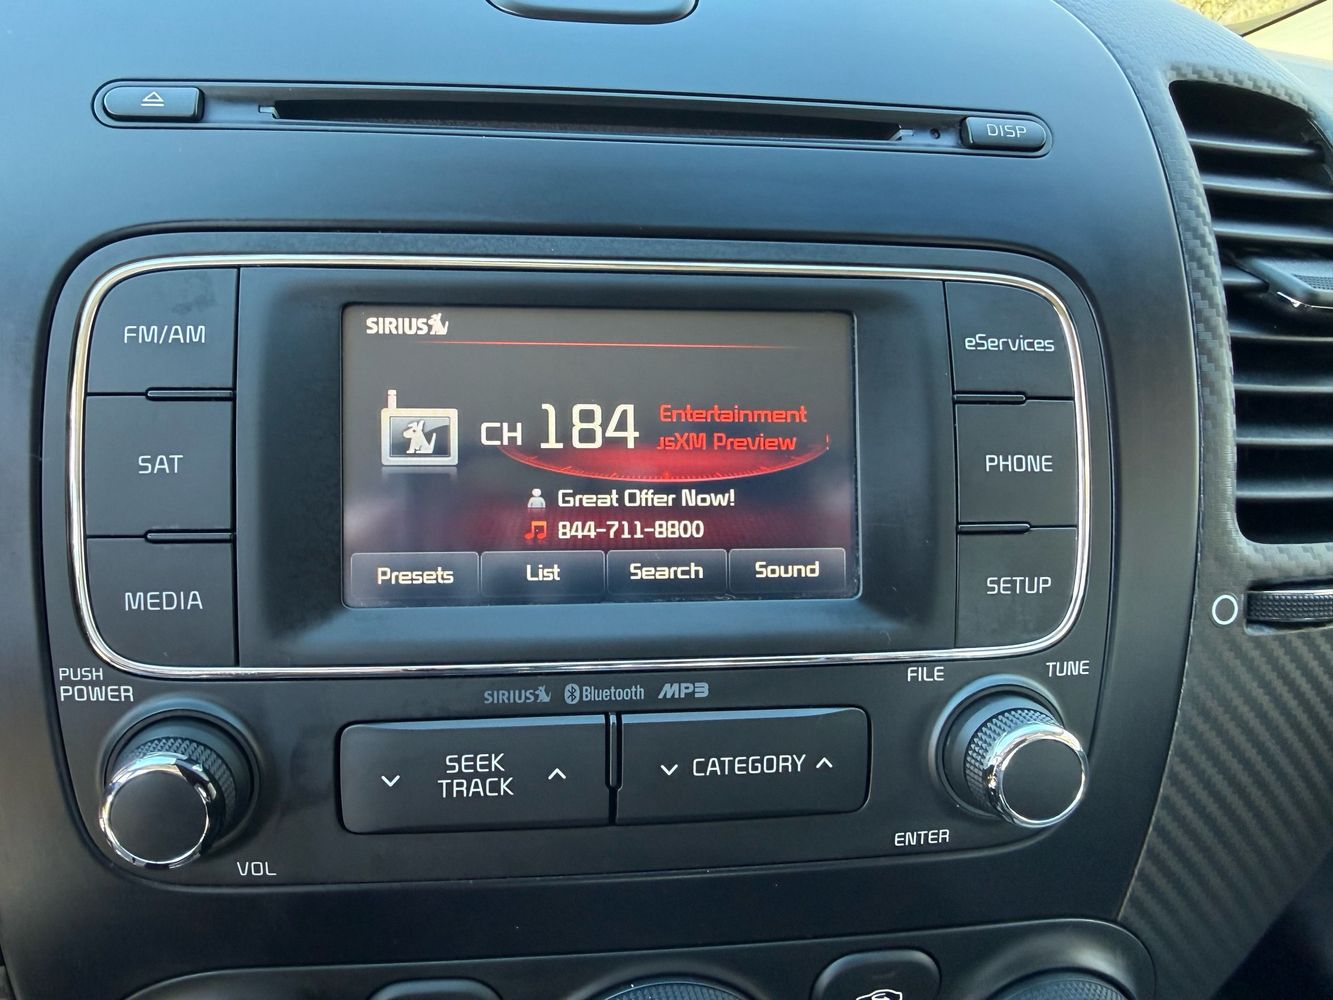 DISP
FM/AM
SAT
MEDIA
SIRIUS
CH 184
Entertainment
usXM Preview
Great Offer Now!
844-711-8800
Presets
List
Search
Sound
eServices
PHONE
SETUP
PUSH
POWER
VOL
SIRIUS Bluetooth MP3
SEEK
TRACK
CATEGORY
FILE
TUNE
ENTER